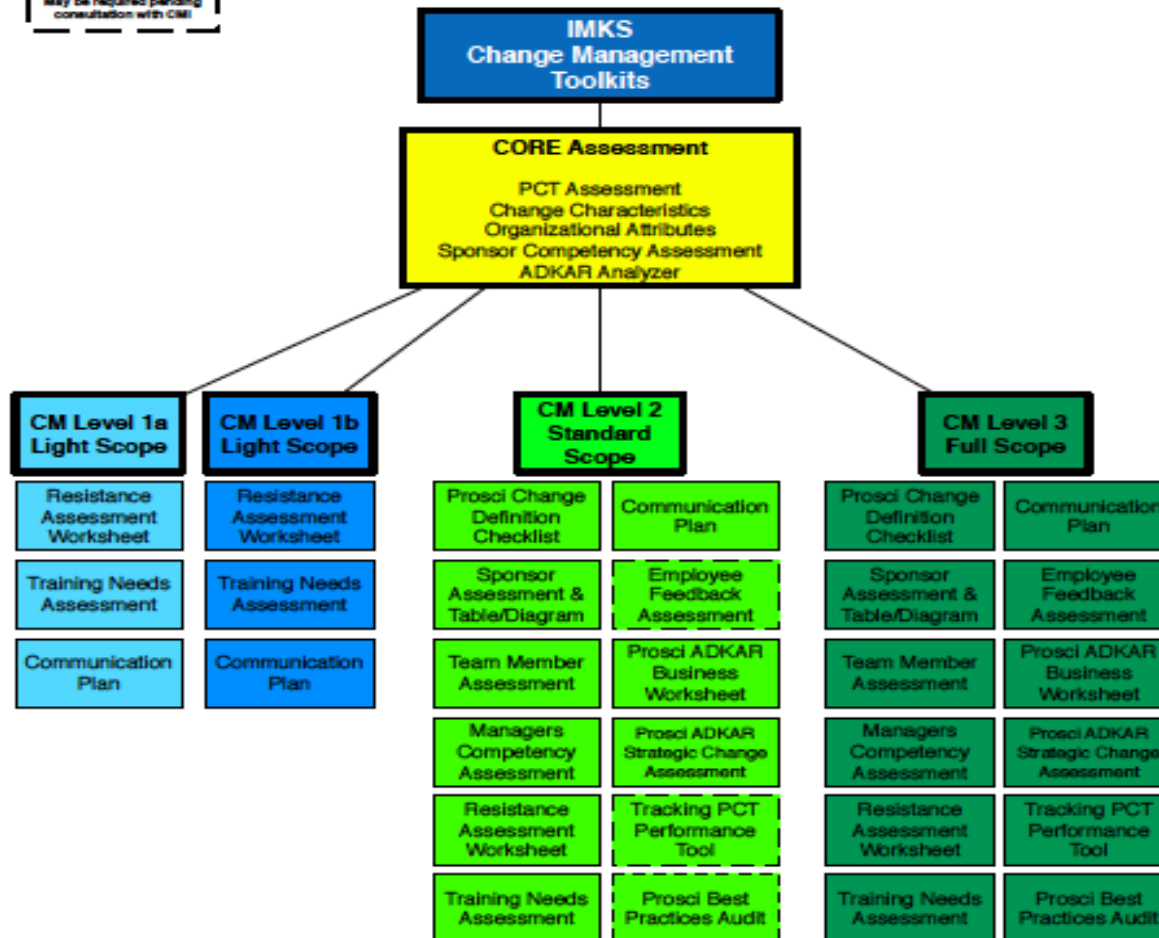 May be required pending
consultation with CMI
IMKS
Change Management
Toolkits
CORE Assessment
PCT Assessment
Change Characteristics
Organizational Attributes
Sponsor Competency Assessment
ADKAR Analyzer
CM Level 1a
Light Scope
Resistance
Assessment
Worksheet
Training Needs
Assessment
Communication
Plan
CM Level 1b
Light Scope
Resistance
Assessment
Worksheet
Training Needs
Assessment
Communication
Plan
CM Level 2
Standard
Scope
Prosci Change
Definition
Checklist
Sponsor
Assessment &
Table/Diagram
Team Member
Assessment
Managers
Competency
Assessment
Resistance
Assessment
Worksheet
Training Needs
Assessment
Communication
Plan
Employee
Feedback
Assessment
Prosci ADKAR
Business
Worksheet
Prosci ADKAR
Strategic Change
Assessment
Tracking PCT
Performance
Tool
Prosci Best
Practices Audit
CM Level 3
Full Scope
Prosci Change
Definition
Checklist
Sponsor
Assessment &
Table/Diagram
Team Member
Assessment
Managers
Competency
Assessment
Resistance
Assessment
Worksheet
Training Needs
Assessment
Communication
Plan
Employee
Feedback
Assessment
Prosci ADKAR
Business
Worksheet
Prosci ADKAR
Strategic Change
Assessment
Tracking PCT
Performance
Tool
Prosci Best
Practices Audit